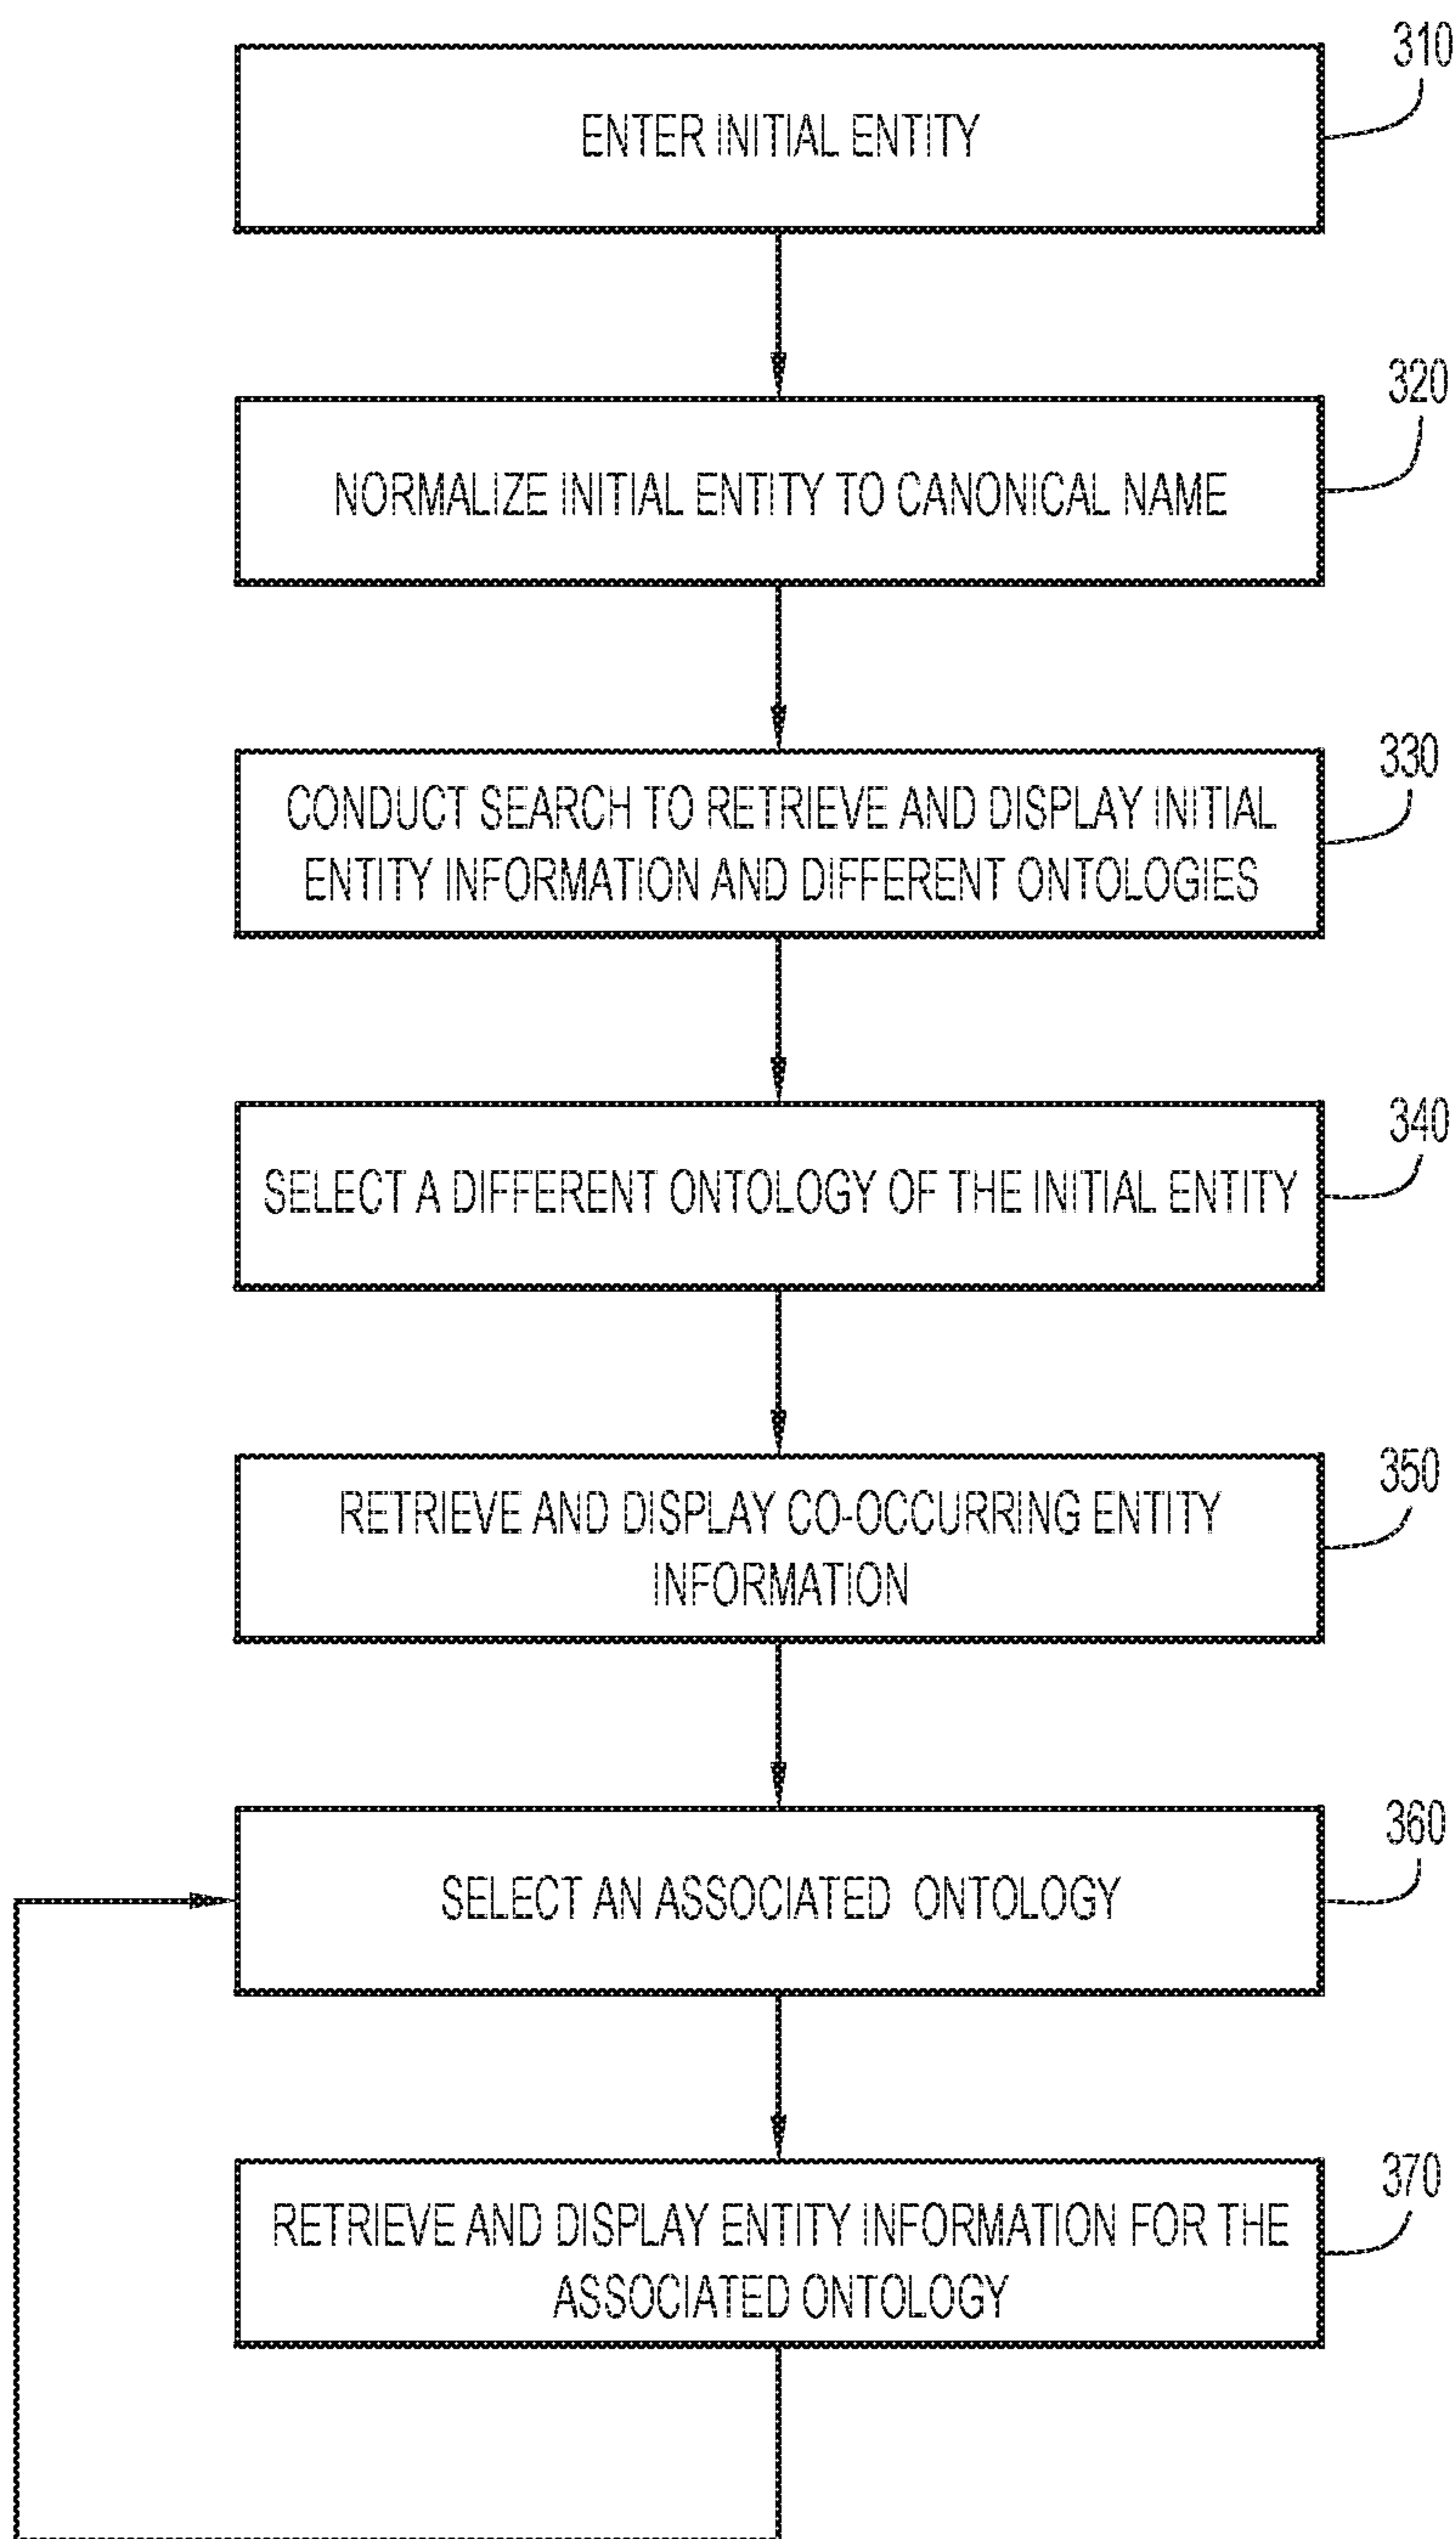 310
ENTER INITIAL ENTITY
320
NORMALIZE INITIAL ENTITY TO CANONICAL NAME
330
CONDUCT SEARCH TO RETRIEVE AND DISPLAY INITIAL
ENTITY INFORMATION AND DIFFERENT ONTOLOGIES
340
SELECT A DIFFERENT ONTOLOGY OF THE INITIAL ENTITY
350
RETRIEVE AND DISPLAY CO-OCCURRING ENTITY
INFORMATION
360
SELECT AN ASSOCIATED ONTOLOGY
370
RETRIEVE AND DISPLAY ENTITY INFORMATION FOR THE
ASSOCIATED ONTOLOGY